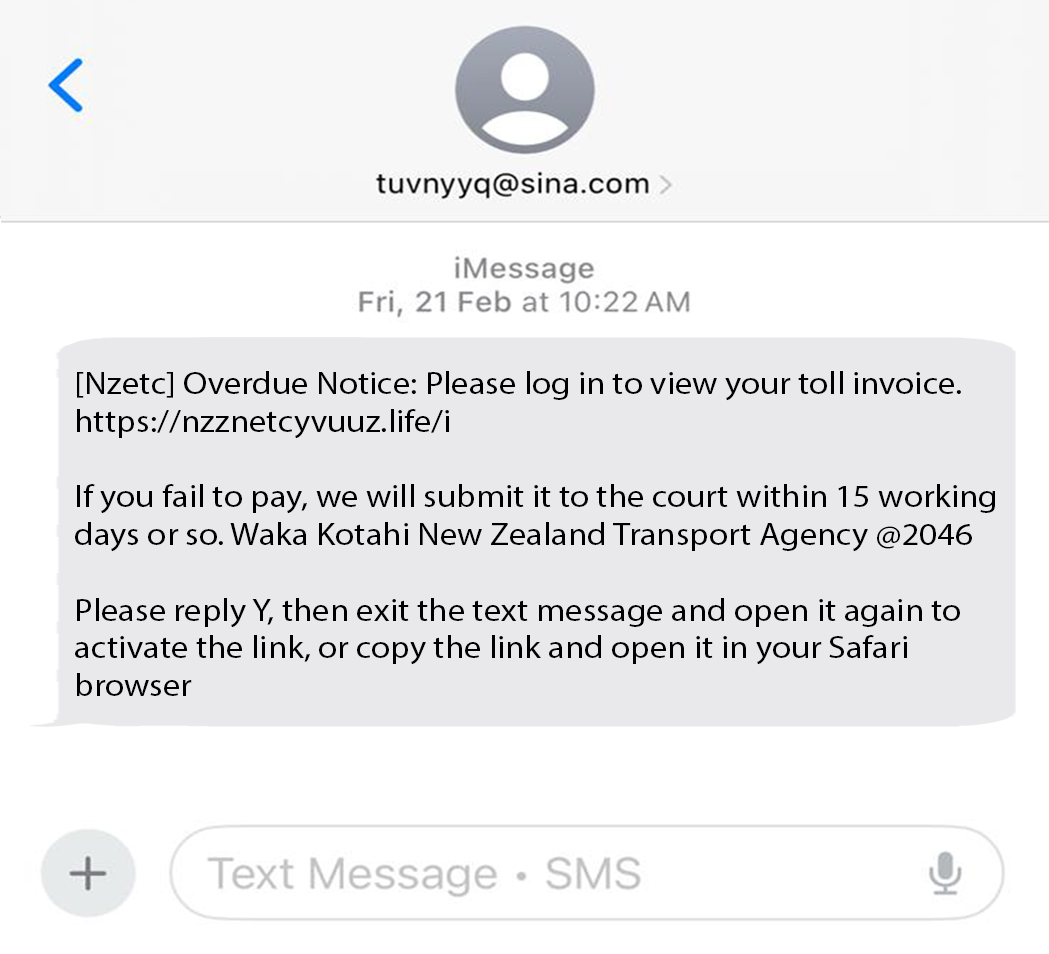 tuvnyyq@sina.com
iMessage
Fri, 21 Feb at 10:22 AM
[Nzetc] Overdue Notice: Please log in to view your toll invoice.
https://nzznetcyvuuz.life/i
If you fail to pay, we will submit it to the court within 15 working
days or so. Waka Kotahi New Zealand Transport Agency @2046
Please reply Y, then exit the text message and open it again to
activate the link, or copy the link and open it in your Safari
browser
Text Message • SMS